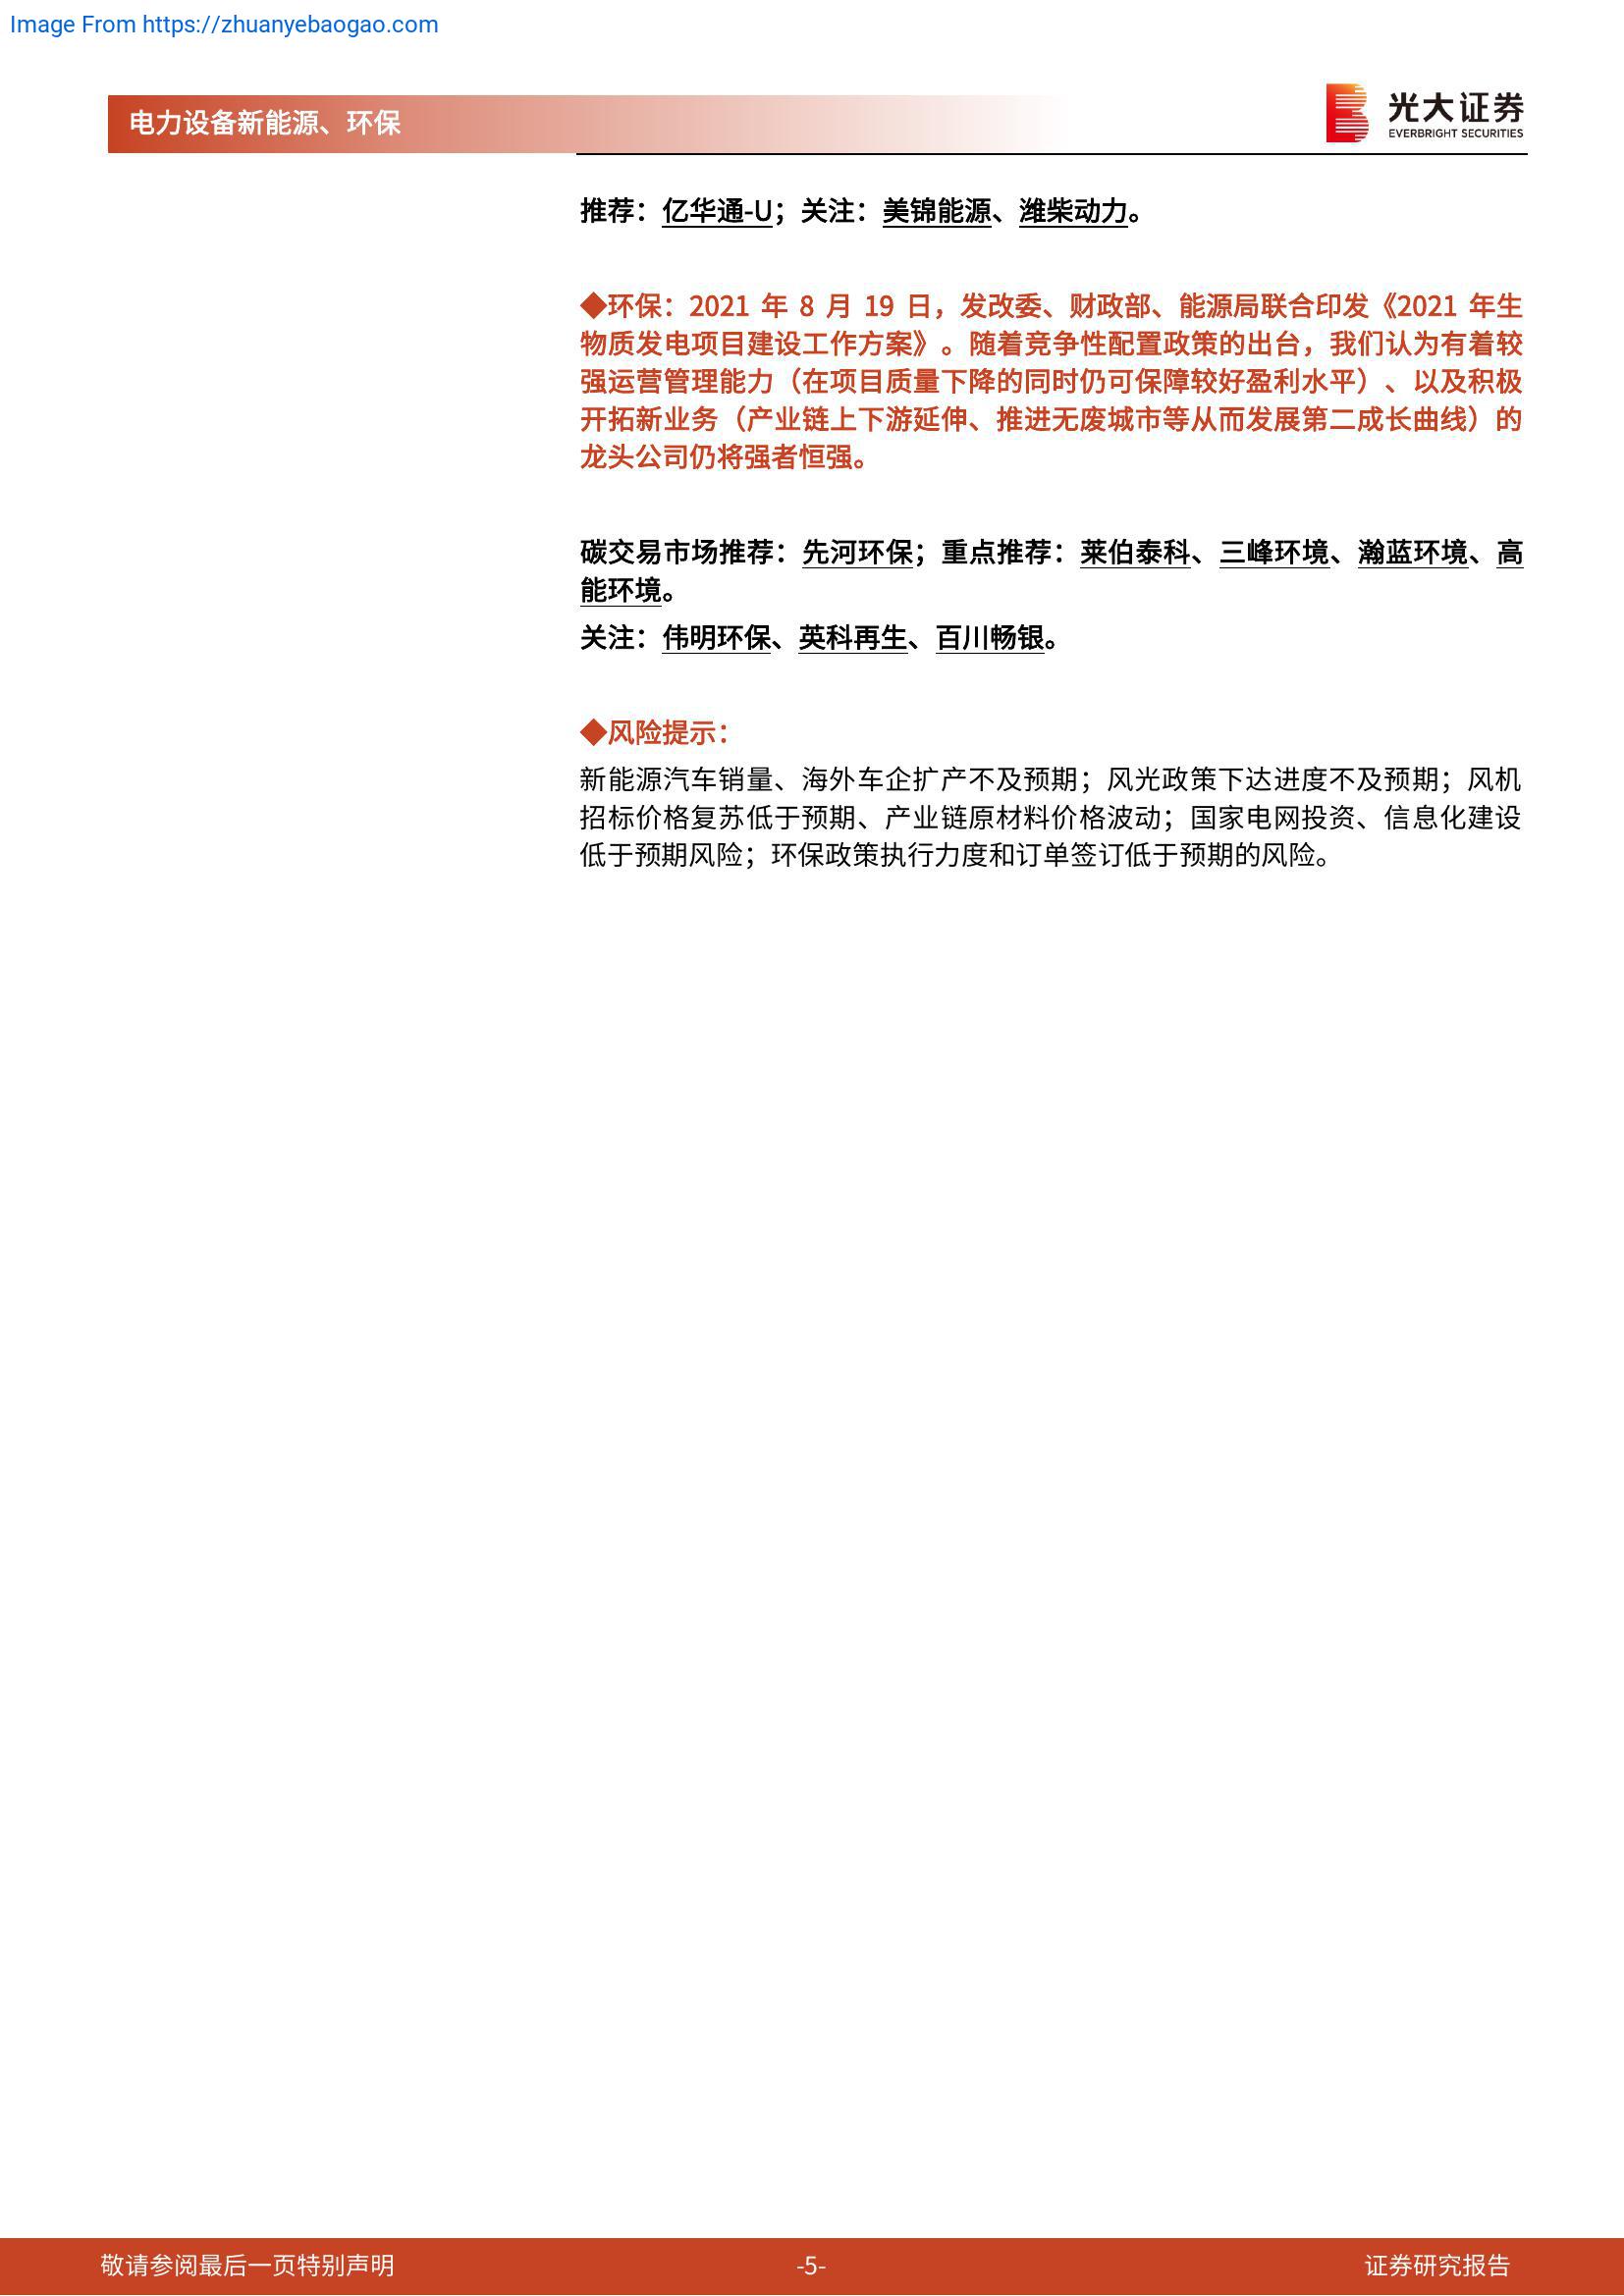 Image From https://zhuanyebaogao.com
电力设备新能源、环保
光大证券
EVERBRIGHT SECURITIES
推荐：亿华通-U；关注：美锦能源、潍柴动力。
◆环保：2021 年 8 月 19 日，发改委、财政部、能源局联合印发《2021 年生
物质发电项目建设工作方案》。随着竞争性配置政策的出台，我们认为有着较
强运营管理能力（在项目质量下降的同时仍可保障较好盈利水平）、以及积极
开拓新业务（产业链上下游延伸、推进无废城市等从而发展第二成长曲线）的
龙头公司仍将强者恒强。
碳交易市场推荐：先河环保；重点推荐：莱伯泰科、三峰环境、瀚蓝环境、高
能环境。
关注：伟明环保、英科再生、百川畅银。
◆风险提示：
新能源汽车销量、海外车企扩产不及预期；风光政策下达进度不及预期；风机
招标价格复苏低于预期、产业链原材料价格波动；国家电网投资、信息化建设
低于预期风险；环保政策执行力度和订单签订低于预期的风险。
敬请参阅最后一页特别声明
-5-
证券研究报告